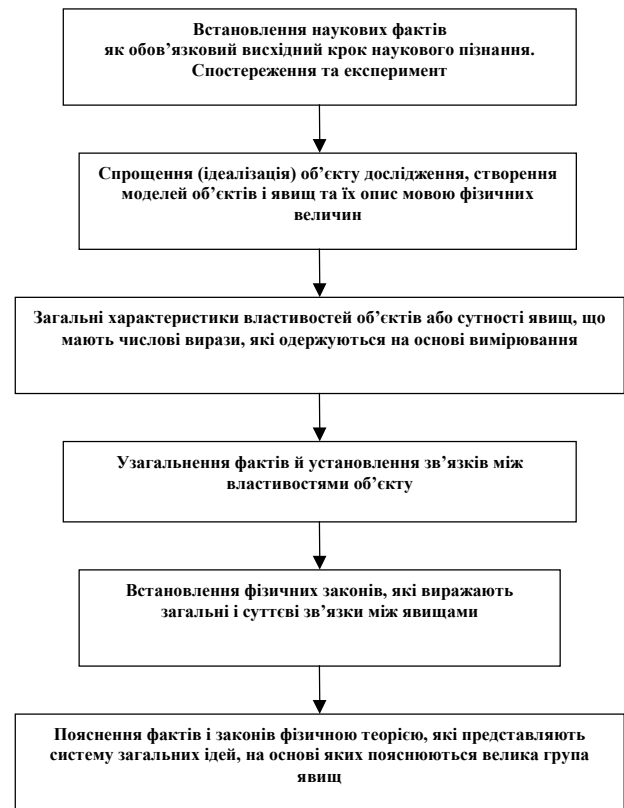 Встановлення наукових фактів
як обов’язковий висхідний крок наукового пізнання.
Спостереження та експеримент
Спрощення (ідеалізація) об’єкту дослідження, створення
моделей об’єктів і явищ та їх опис мовою фізичних
величин
Загальні характеристики властивостей об’єктів або сутності явищ, що
мають числові вирази, які одержуються на основі вимірювання
Узагальнення фактів й установлення зв’язків між
властивостями об’єкту
Встановлення фізичних законів, які виражають
загальні і суттєві зв’язки між явищами
Пояснення фактів і законів фізичною теорією, які представляють
систему загальних ідей, на основі яких пояснюються велика група
явищ